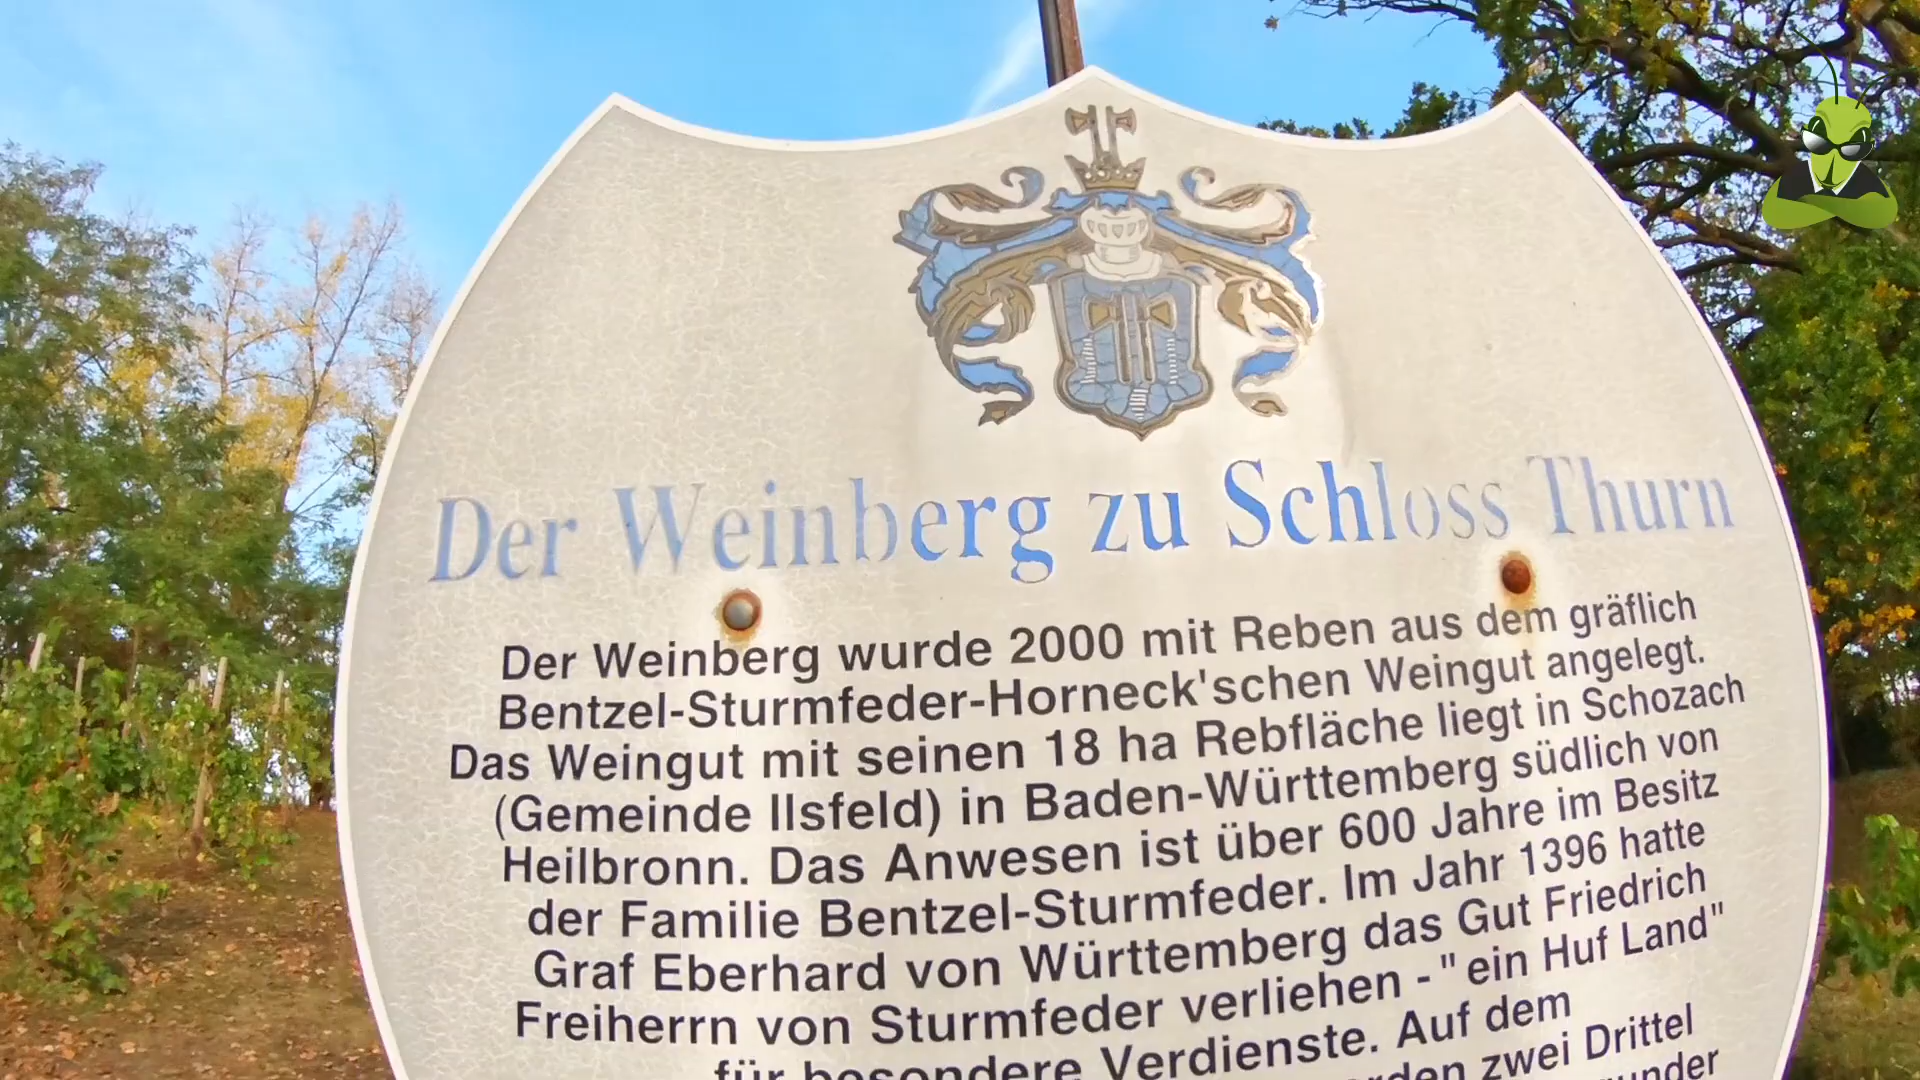 Der Weinberg zu Schloss Thurn
Der Weinberg wurde 2000 mit Reben aus dem gräflich
Bentzel-Sturmfeder-Horneck'schen Weingut angelegt.
Das Weingut mit seinen 18 ha Rebfläche liegt in Schozach
(Gemeinde Ilsfeld) in Baden-Württemberg südlich von
Heilbronn. Das Anwesen ist über 600 Jahre im Besitz
der Familie Bentzel-Sturmfeder. Im Jahr 1396 hatte
Graf Eberhard von Württemberg das Gut Friedrich
Freiherrn von Sturmfeder verliehen - "ein Huf Land"
für besondere Verdienste. Auf dem
zwei Drittel